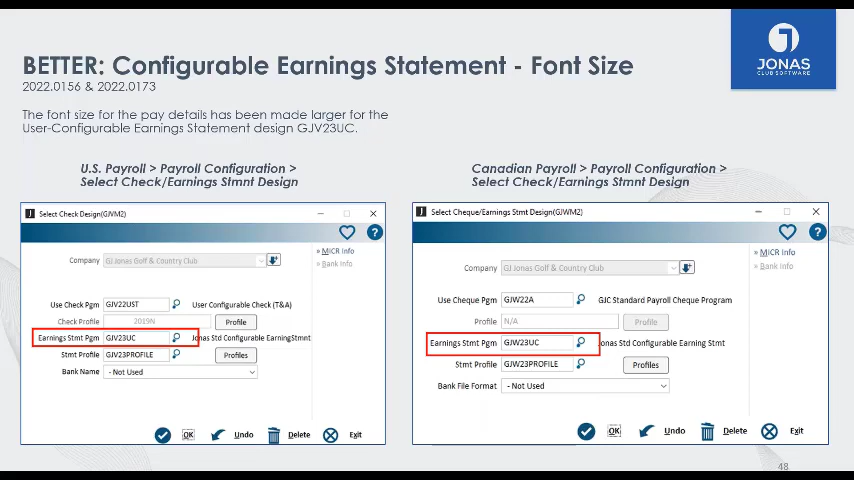 BETTER: Configurable Earnings Statement - Font Size
2022.0156 & 2022.0173
JONAS
CLUB SOFTWARE
The font size for the pay details has been made larger for the
User-Configurable Earnings Statement design GJV23UC.
U.S. Payroll > Payroll Configuration >
Select Check/Earnings Stmnt Design
Select Check Design(GJVM2)
Company GJ Jonas Golf & Country Club
» MICR Info
» Bank Info
Use Check Pgm GJV22UST User Configurable Check (T&A)
Check Profile 2019N Profile
Earnings Stmt Pgm GJV23UC Jonas Std Configurable EarningStmnt
Stmt Profile GJV23PROFILE Profiles
Bank Name - Not Used
OK Undo Delete Exit
Canadian Payroll > Payroll Configuration >
Select Check/Earnings Stmnt Design
Select Cheque/Earnings Stmt Design(GJWM2)
Company GJ Jonas Golf & Country Club
» MICR Info
» Bank Info
Use Cheque Pgm GJW22A GJC Standard Payroll Cheque Program
Profile N/A Profile
Earnings Stmt Pgm GJW23UC Jonas Std Configurable Earning Stmt
Stmt Profile GJW23PROFILE Profiles
Bank File Format - Not Used
OK Undo Delete Exit
48